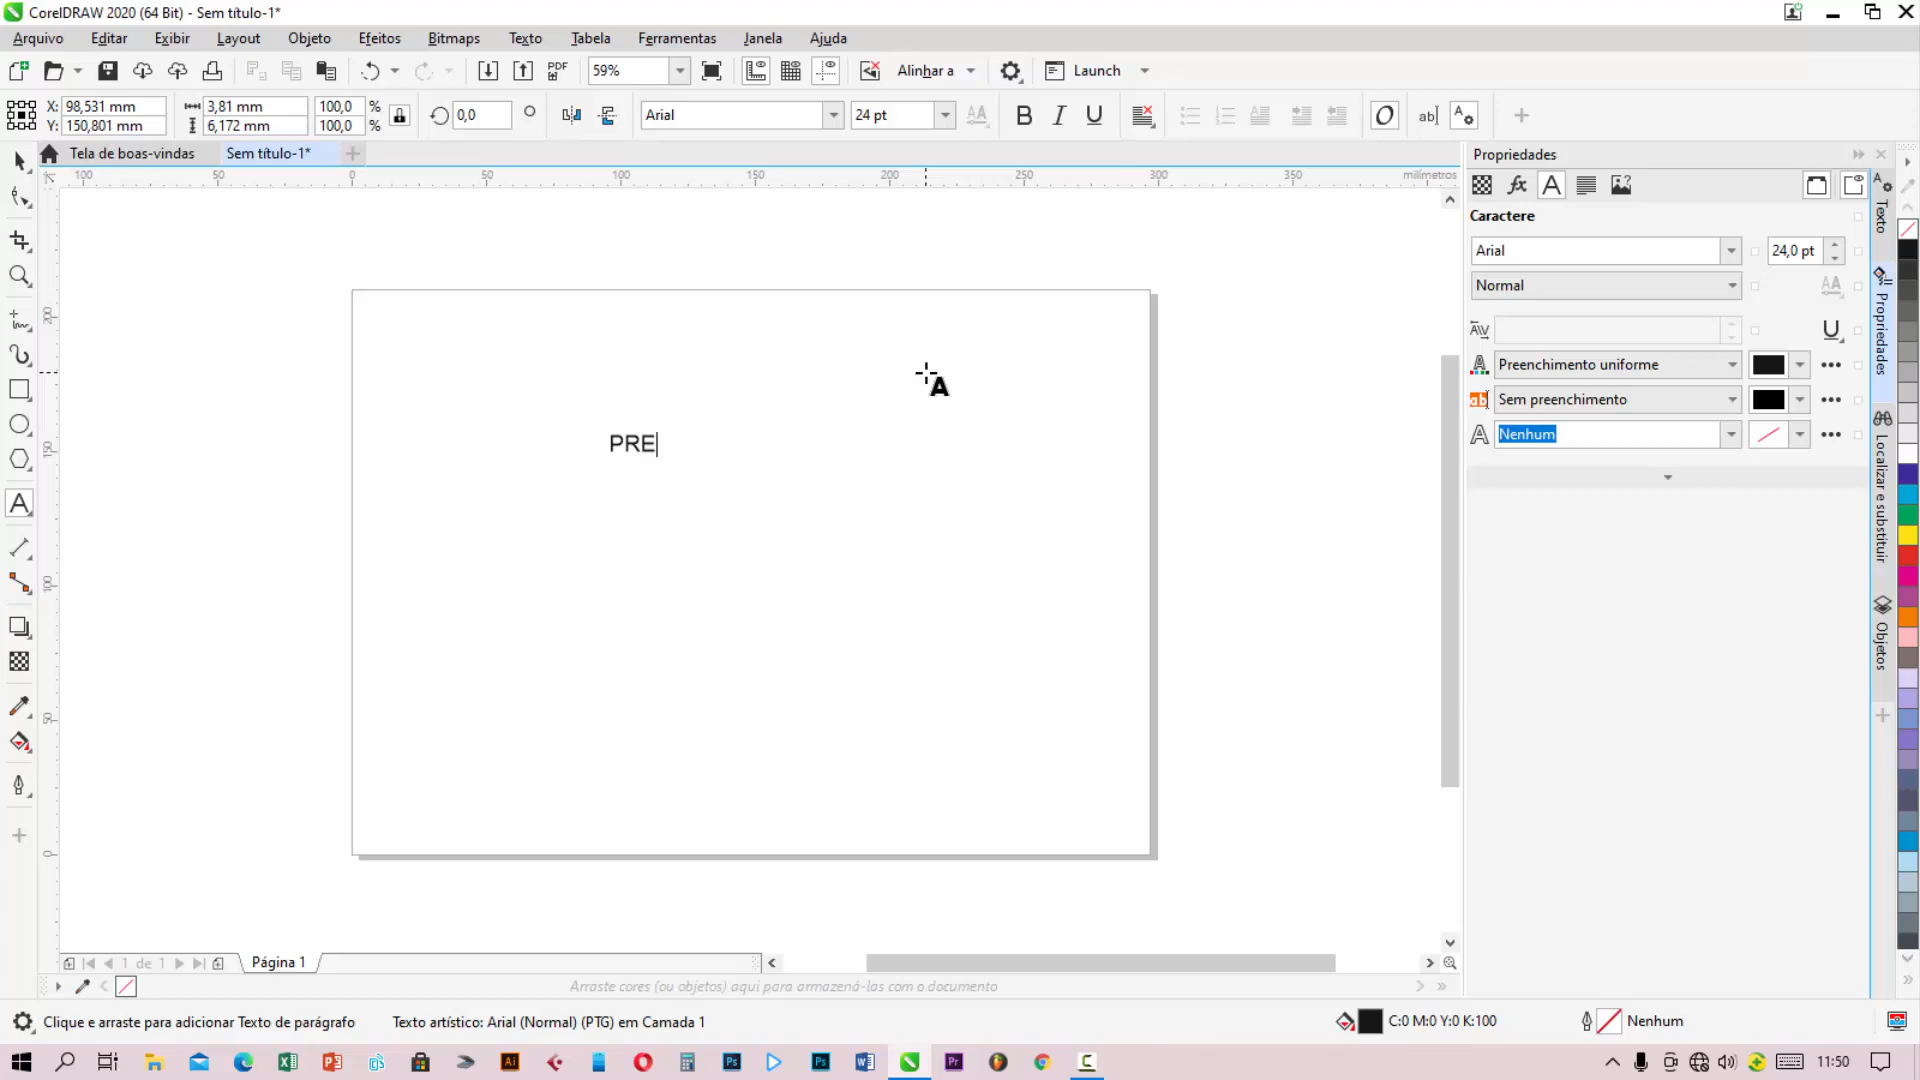 CorelDRAW 2020 (64 Bit) - Sem título-1*
Arquivo Editar Exibir Layout Objeto Efeitos Bitmaps Texto Tabela Ferramentas Janela Ajuda
PDF 59% Alinhar a Launch
X: 98,531 mm 3,81 mm 100,0 % 0,0 Arial 24 pt
Y: 150,801 mm 6,172 mm 100,0 %
Tela de boas-vindas Sem título-1*
100 50 0 50 100 150 200 250 300 350 milímetros
200
150
100
50
0
PRE
Propriedades
Caractere
Arial 24,0 pt
Normal
Preenchimento uniforme
Sem preenchimento
Nenhum
Texto
Propriedades
Localizar e substituir
Objetos
1 de 1 Página 1
Arraste cores (ou objetos) aqui para armazená-las com o documento
Clique e arraste para adicionar Texto de parágrafo Texto artístico: Arial (Normal) (PTG) em Camada 1 C:0 M:0 Y:0 K:100 Nenhum
11:50